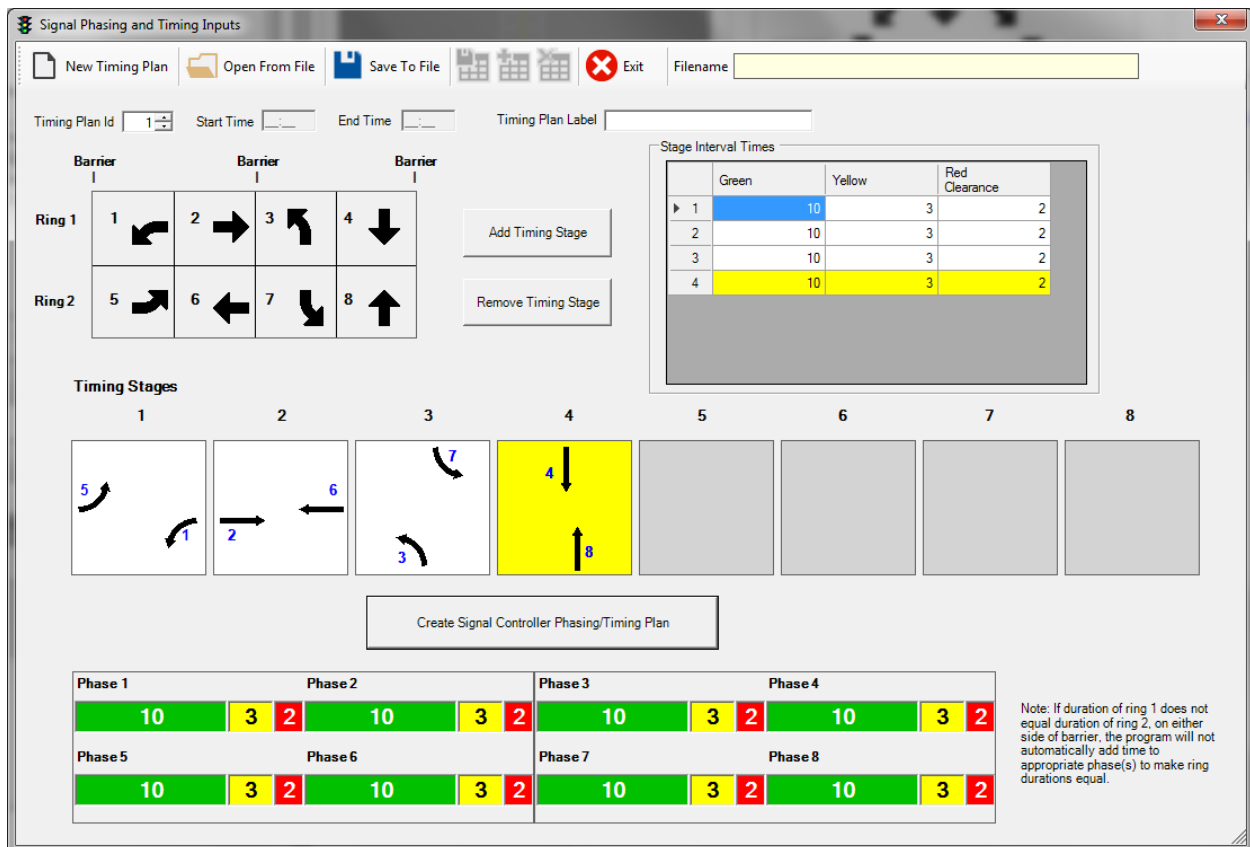 Signal Phasing and Timing Inputs
New Timing Plan Open From File Save To File Exit Filename
Timing Plan Id 1 Start Time __:__ End Time __:__ Timing Plan Label
Barrier Barrier Barrier
Ring 1 1 2 3 4
Ring 2 5 6 7 8
Add Timing Stage
Remove Timing Stage
Stage Interval Times
Green Yellow Red
Clearance
1 10 3 2
2 10 3 2
3 10 3 2
4 10 3 2
Timing Stages
1 2 3 4 5 6 7 8
5 1
2 6
7 3
4 8
Create Signal Controller Phasing/Timing Plan
Phase 1 Phase 2 Phase 3 Phase 4
10 3 2 10 3 2 10 3 2 10 3 2
Phase 5 Phase 6 Phase 7 Phase 8
10 3 2 10 3 2 10 3 2 10 3 2
Note: If duration of ring 1 does not
equal duration of ring 2, on either
side of barrier, the program will not
automatically add time to
appropriate phase(s) to make ring
durations equal.